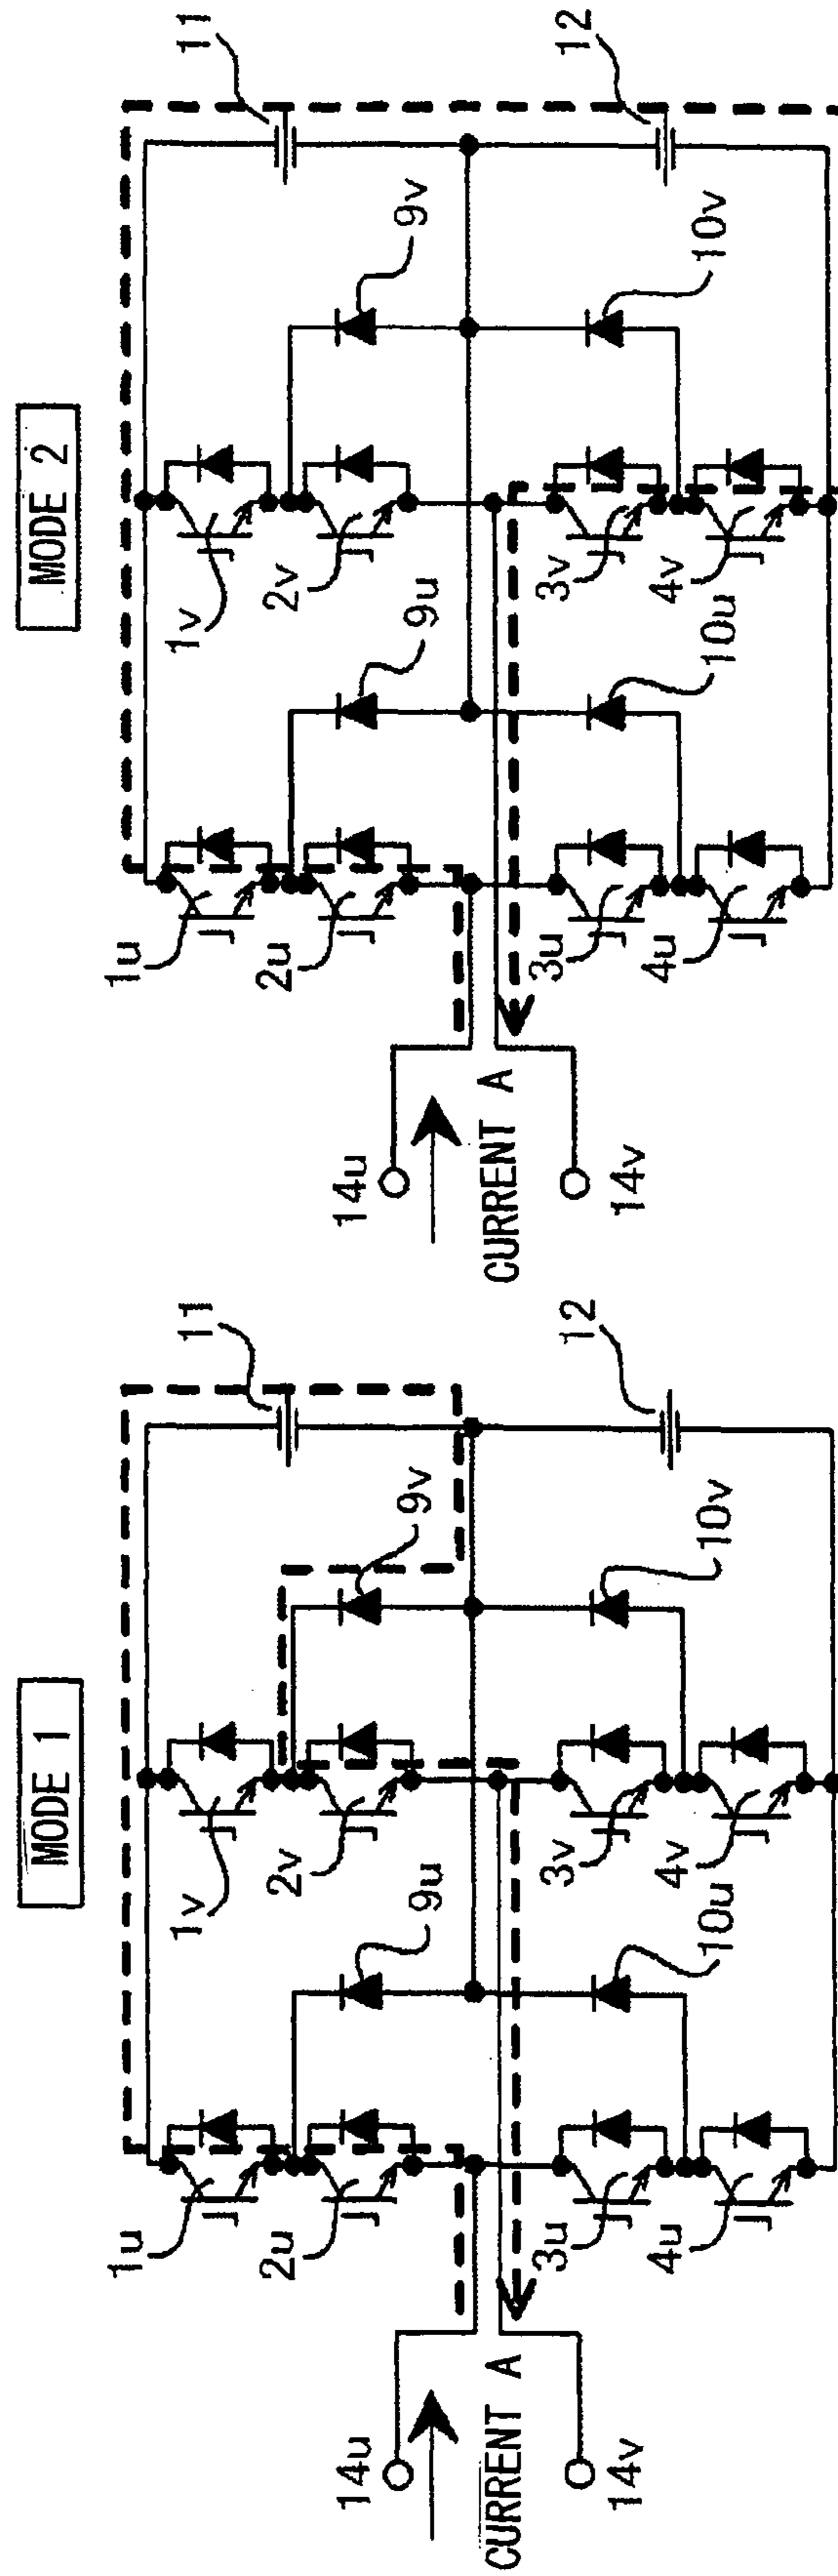 MODE 1
11
1v
9v
2v
1u
9u
2u
14u
CURRENT A
14v
12
10v
3v
10u
4v
3u
4u
MODE 2
11
1v
9v
2v
1u
9u
2u
14u
CURRENT A
14v
12
10v
3v
10u
4v
3u
4u